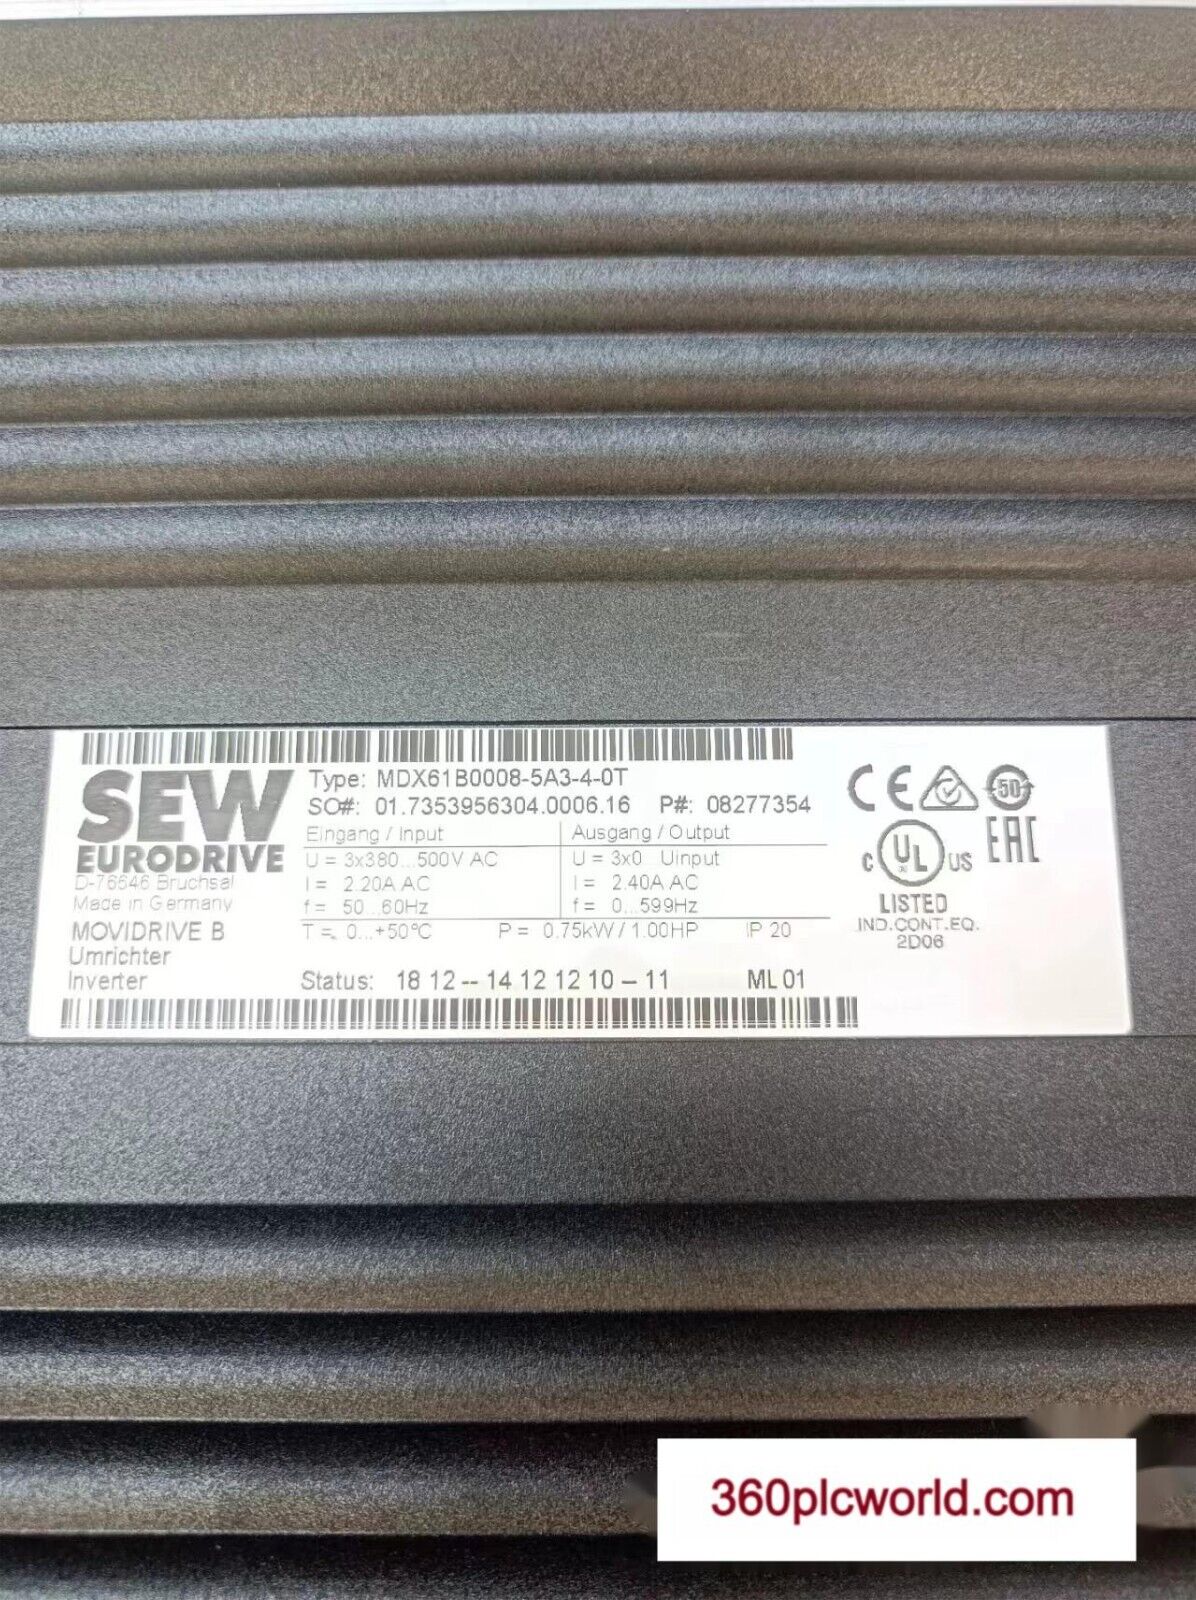 SEW
EURODRIVE
D-76646 Bruchsal
Made in Germany
MOVIDRIVE B
Umrichter
Inverter
Type: MDX61B0008-5A3-4-0T
SO#: 01.7353956304.0006.16 P#: 08277354
Eingang / Input Ausgang / Output
U = 3x380...500V AC U = 3x0...Uinput
I = 2.20A AC I = 2.40A AC
f = 50...60Hz f = 0...599Hz
T = 0...+50°C P = 0.75kW / 1.00HP IP 20
Status: 18 12 -- 14 12 12 10 -- 11 ML 01
CE 50
C UL US EAC
LISTED
IND.CONT.EQ.
2D06
360plcworld.com